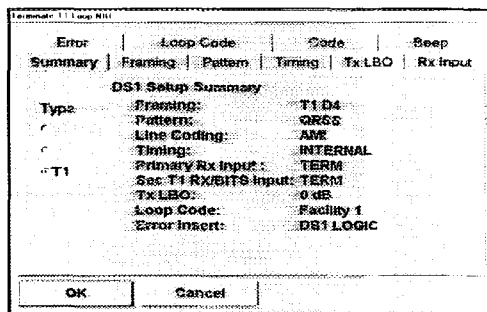 Terminate T1 Loop NIU
Error Loop Code Code Beep
Summary Framing Pattern Timing Tx LBO Rx Input
DS1 Setup Summary
Type
T1
Framing: T1 D4
Pattern: QRSS
Line Coding: AMI
Timing: INTERNAL
Primary Rx Input : TERM
Sec T1 RX/BITS Input: TERM
Tx LBO: 0 dB
Loop Code: Facility 1
Error Insert: DS1 LOGIC
OK Cancel